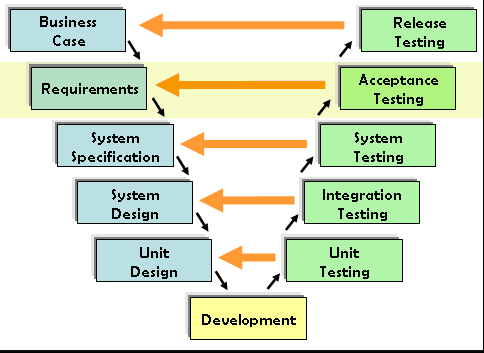 Business
Case
Release
Testing
Requirements
Acceptance
Testing
System
Specification
System
Testing
System
Design
Integration
Testing
Unit
Design
Unit
Testing
Development